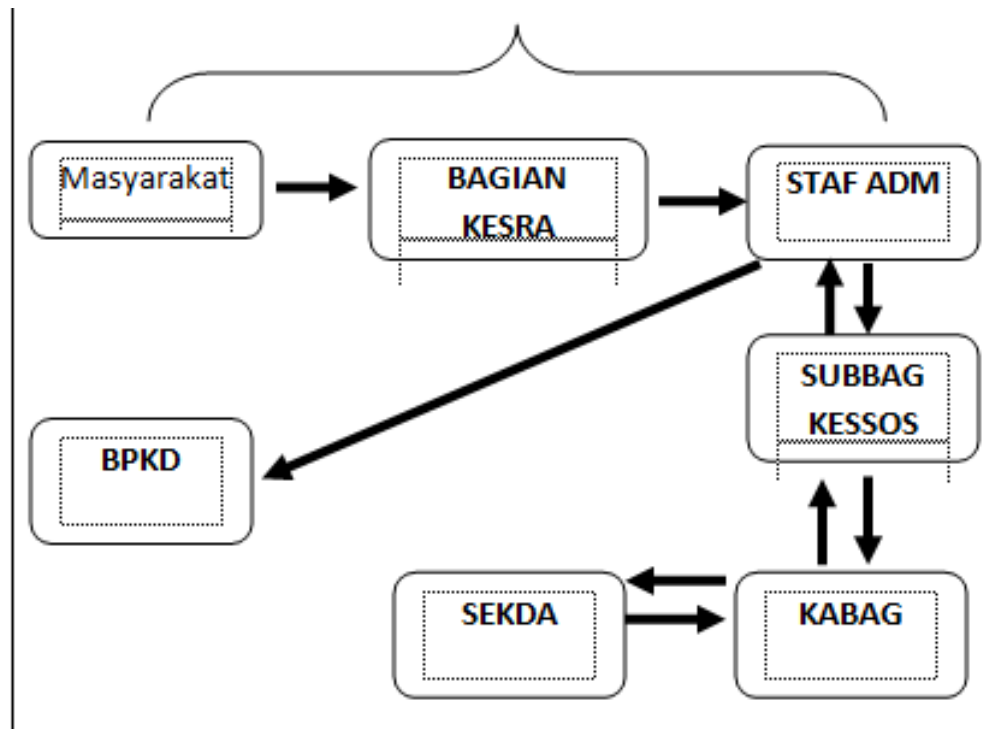 Masyarakat
BAGIAN
KESRA
STAF ADM
SUBBAG
KESSOS
BPKD
SEKDA
KABAG